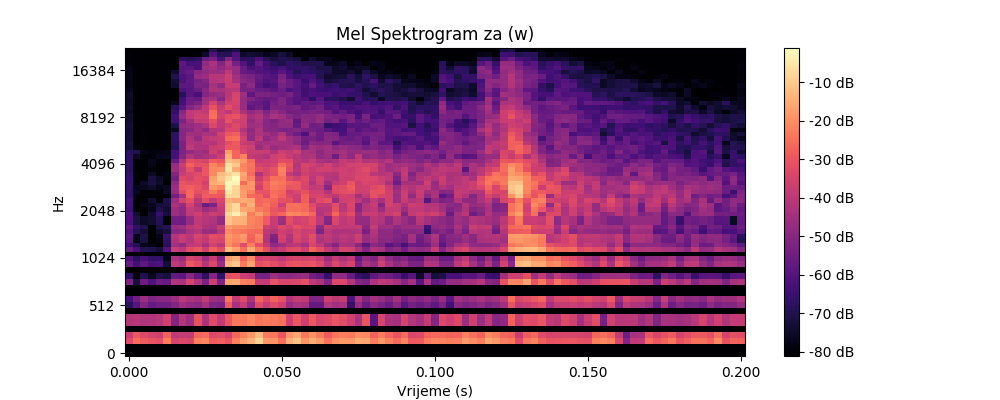 Mel Spektrogram za (w)
Hz
16384
8192
4096
2048
1024
512
0
0.000 0.050 0.100 0.150 0.200
Vrijeme (s)
-10 dB
-20 dB
-30 dB
-40 dB
-50 dB
-60 dB
-70 dB
-80 dB